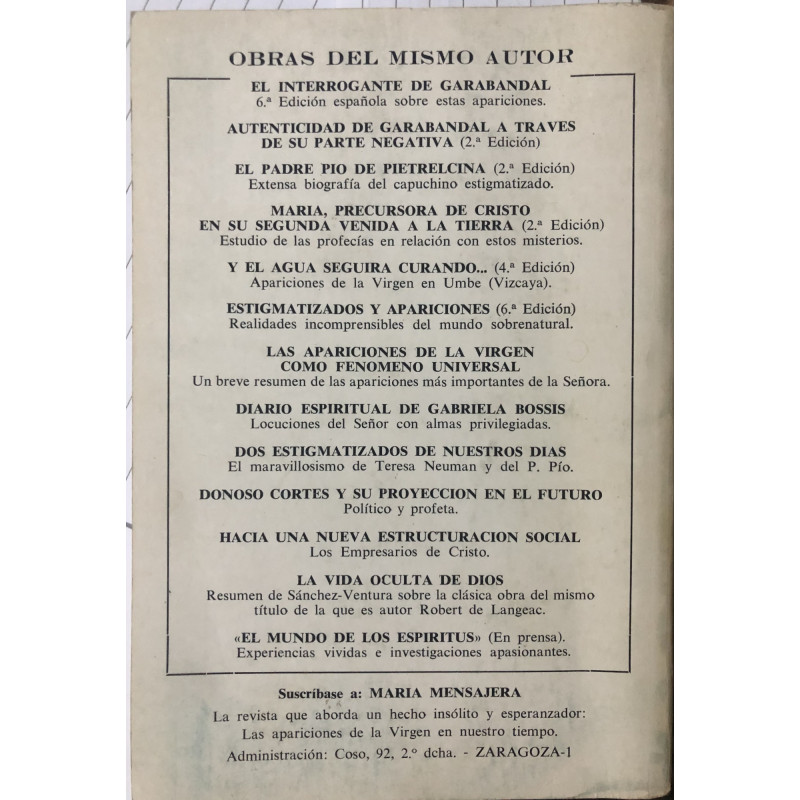 OBRAS DEL MISMO AUTOR
EL INTERROGANTE DE GARABANDAL
6.ª Edición española sobre estas apariciones.
AUTENTICIDAD DE GARABANDAL A TRAVES
DE SU PARTE NEGATIVA (2.ª Edición)
EL PADRE PIO DE PIETRELCINA (2.ª Edición)
Extensa biografía del capuchino estigmatizado.
MARIA, PRECURSORA DE CRISTO
EN SU SEGUNDA VENIDA A LA TIERRA (2.ª Edición)
Estudio de las profecías en relación con estos misterios.
Y EL AGUA SEGUIRA CURANDO... (4.ª Edición)
Apariciones de la Virgen en Umbe (Vizcaya).
ESTIGMATIZADOS Y APARICIONES (6.ª Edición)
Realidades incomprensibles del mundo sobrenatural.
LAS APARICIONES DE LA VIRGEN
COMO FENOMENO UNIVERSAL
Un breve resumen de las apariciones más importantes de la Señora.
DIARIO ESPIRITUAL DE GABRIELA BOSSIS
Locuciones del Señor con almas privilegiadas.
DOS ESTIGMATIZADOS DE NUESTROS DIAS
El maravillosismo de Teresa Neuman y del P. Pío.
DONOSO CORTES Y SU PROYECCION EN EL FUTURO
Político y profeta.
HACIA UNA NUEVA ESTRUCTURACION SOCIAL
Los Empresarios de Cristo.
LA VIDA OCULTA DE DIOS
Resumen de Sánchez-Ventura sobre la clásica obra del mismo
título de la que es autor Robert de Langeac.
«EL MUNDO DE LOS ESPIRITUS» (En prensa).
Experiencias vividas e investigaciones apasionantes.
Suscríbase a: MARIA MENSAJERA
La revista que aborda un hecho insólito y esperanzador:
Las apariciones de la Virgen en nuestro tiempo.
Administración: Coso, 92, 2.º dcha. - ZARAGOZA-1